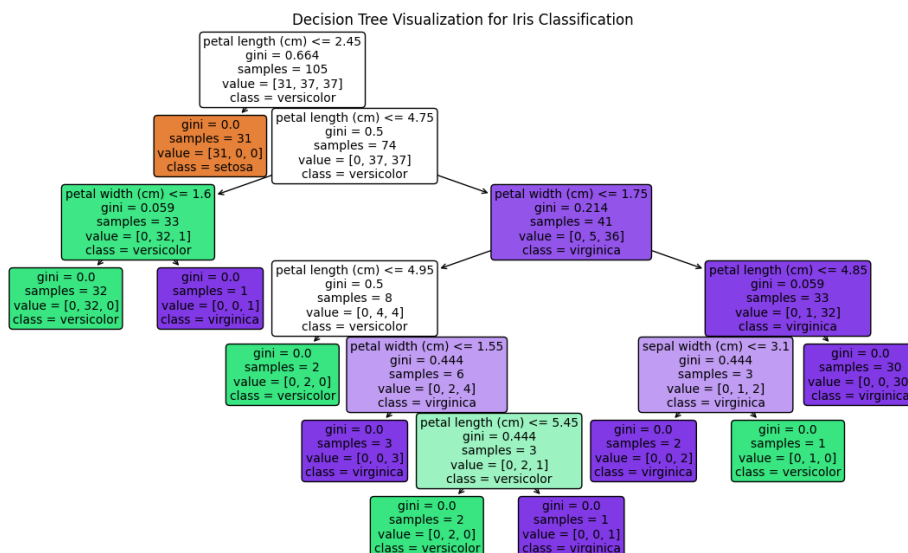 Decision Tree Visualization for Iris Classification
petal length (cm) <= 2.45
gini = 0.664
samples = 105
value = [31, 37, 37]
class = versicolor
gini = 0.0
samples = 31
value = [31, 0, 0]
class = setosa
petal length (cm) <= 4.75
gini = 0.5
samples = 74
value = [0, 37, 37]
class = versicolor
petal width (cm) <= 1.6
gini = 0.059
samples = 33
value = [0, 32, 1]
class = versicolor
petal width (cm) <= 1.75
gini = 0.214
samples = 41
value = [0, 5, 36]
class = virginica
gini = 0.0
samples = 32
value = [0, 32, 0]
class = versicolor
gini = 0.0
samples = 1
value = [0, 0, 1]
class = virginica
petal length (cm) <= 4.95
gini = 0.5
samples = 8
value = [0, 4, 4]
class = versicolor
petal length (cm) <= 4.85
gini = 0.059
samples = 33
value = [0, 1, 32]
class = virginica
gini = 0.0
samples = 2
value = [0, 2, 0]
class = versicolor
petal width (cm) <= 1.55
gini = 0.444
samples = 6
value = [0, 2, 4]
class = virginica
sepal width (cm) <= 3.1
gini = 0.444
samples = 3
value = [0, 1, 2]
class = virginica
gini = 0.0
samples = 30
value = [0, 0, 30]
class = virginica
gini = 0.0
samples = 3
value = [0, 0, 3]
class = virginica
petal length (cm) <= 5.45
gini = 0.444
samples = 3
value = [0, 2, 1]
class = versicolor
gini = 0.0
samples = 2
value = [0, 0, 2]
class = virginica
gini = 0.0
samples = 1
value = [0, 1, 0]
class = versicolor
gini = 0.0
samples = 2
value = [0, 2, 0]
class = versicolor
gini = 0.0
samples = 1
value = [0, 0, 1]
class = virginica